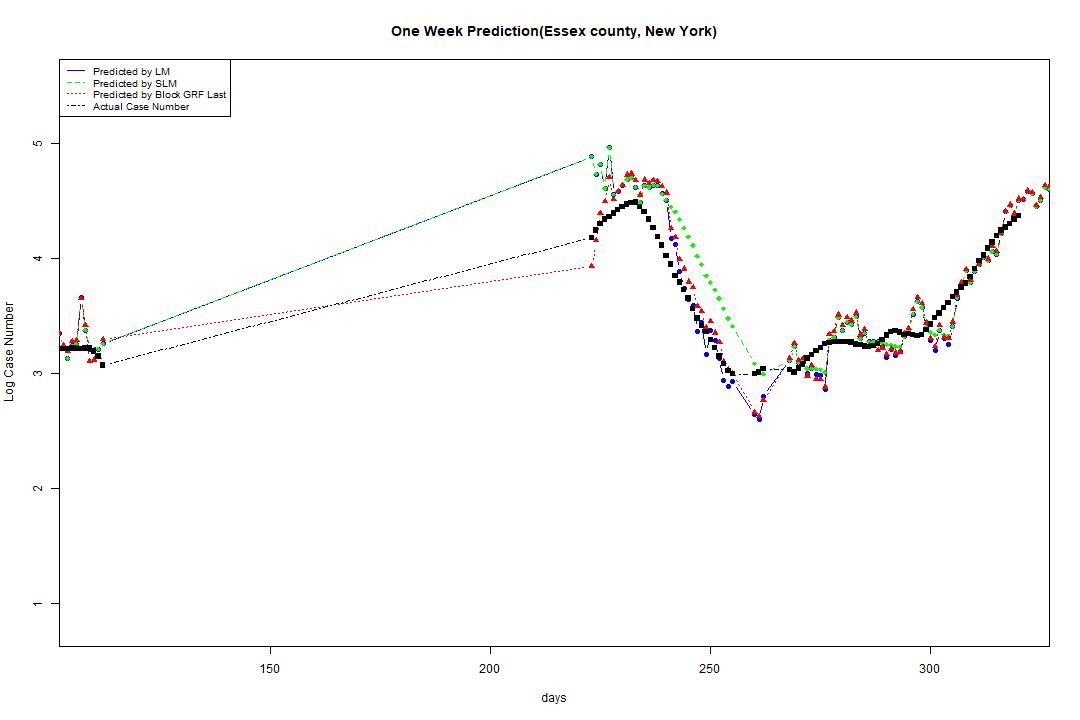 One Week Prediction(Essex county, New York)
Predicted by LM
Predicted by SLM
Predicted by Block GRF Last
Actual Case Number
Log Case Number
5
4
3
2
1
150
200
250
300
days